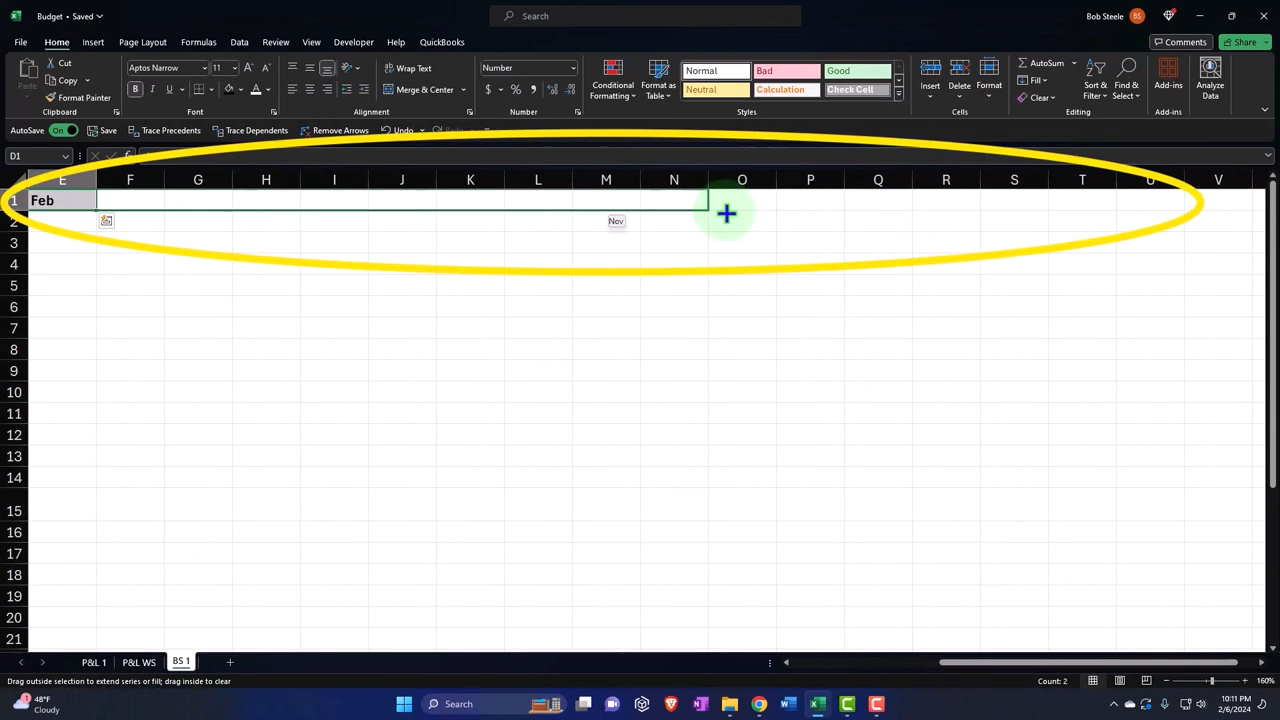 Budget • Saved
Search
Bob Steele BS
File Home Insert Page Layout Formulas Data Review View Developer Help QuickBooks
Comments Share
Paste
Cut
Copy
Format Painter
Clipboard
Aptos Narrow 11
Font
Wrap Text
Merge & Center
Alignment
Number
Number
Conditional Formatting
Format as Table
Normal Bad Good
Neutral Calculation Check Cell
Styles
Insert Delete Format
Cells
AutoSum
Fill
Clear
Sort & Filter
Find & Select
Editing
Add-ins
Add-ins
Analyze Data
AutoSave On Save Trace Precedents Trace Dependents Remove Arrows Undo Redo
D1 fx
E F G H I J K L M N O P Q R S T U V
1 Feb
2 Nov
3
4
5
6
7
8
9
10
11
12
13
14
15
16
17
18
19
20
21
P&L 1 P&L WS BS 1
Drag outside selection to extend series or fill; drag inside to clear
Count: 2
160%
1
48°F
Cloudy
Search
10:11 PM
2/6/2024